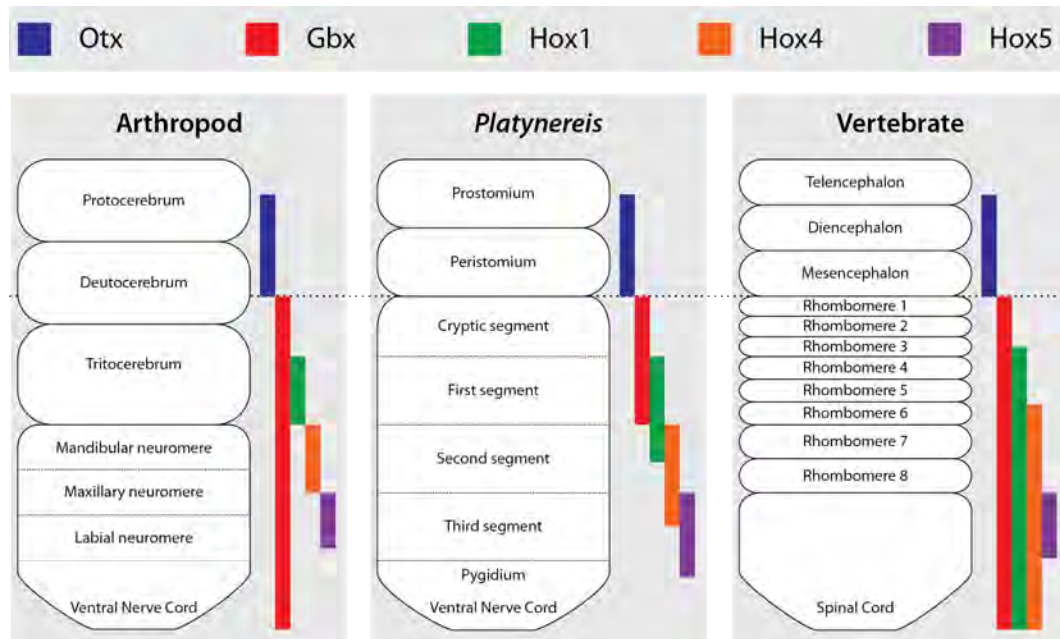 Otx
Gbx
Hox1
Hox4
Hox5
Arthropod
Protocerebrum
Deutocerebrum
Tritocerebrum
Mandibular neuromere
Maxillary neuromere
Labial neuromere
Ventral Nerve Cord
Platynereis
Prostomium
Peristomium
Cryptic segment
First segment
Second segment
Third segment
Pygidium
Ventral Nerve Cord
Vertebrate
Telencephalon
Diencephalon
Mesencephalon
Rhombomere 1
Rhombomere 2
Rhombomere 3
Rhombomere 4
Rhombomere 5
Rhombomere 6
Rhombomere 7
Rhombomere 8
Spinal Cord